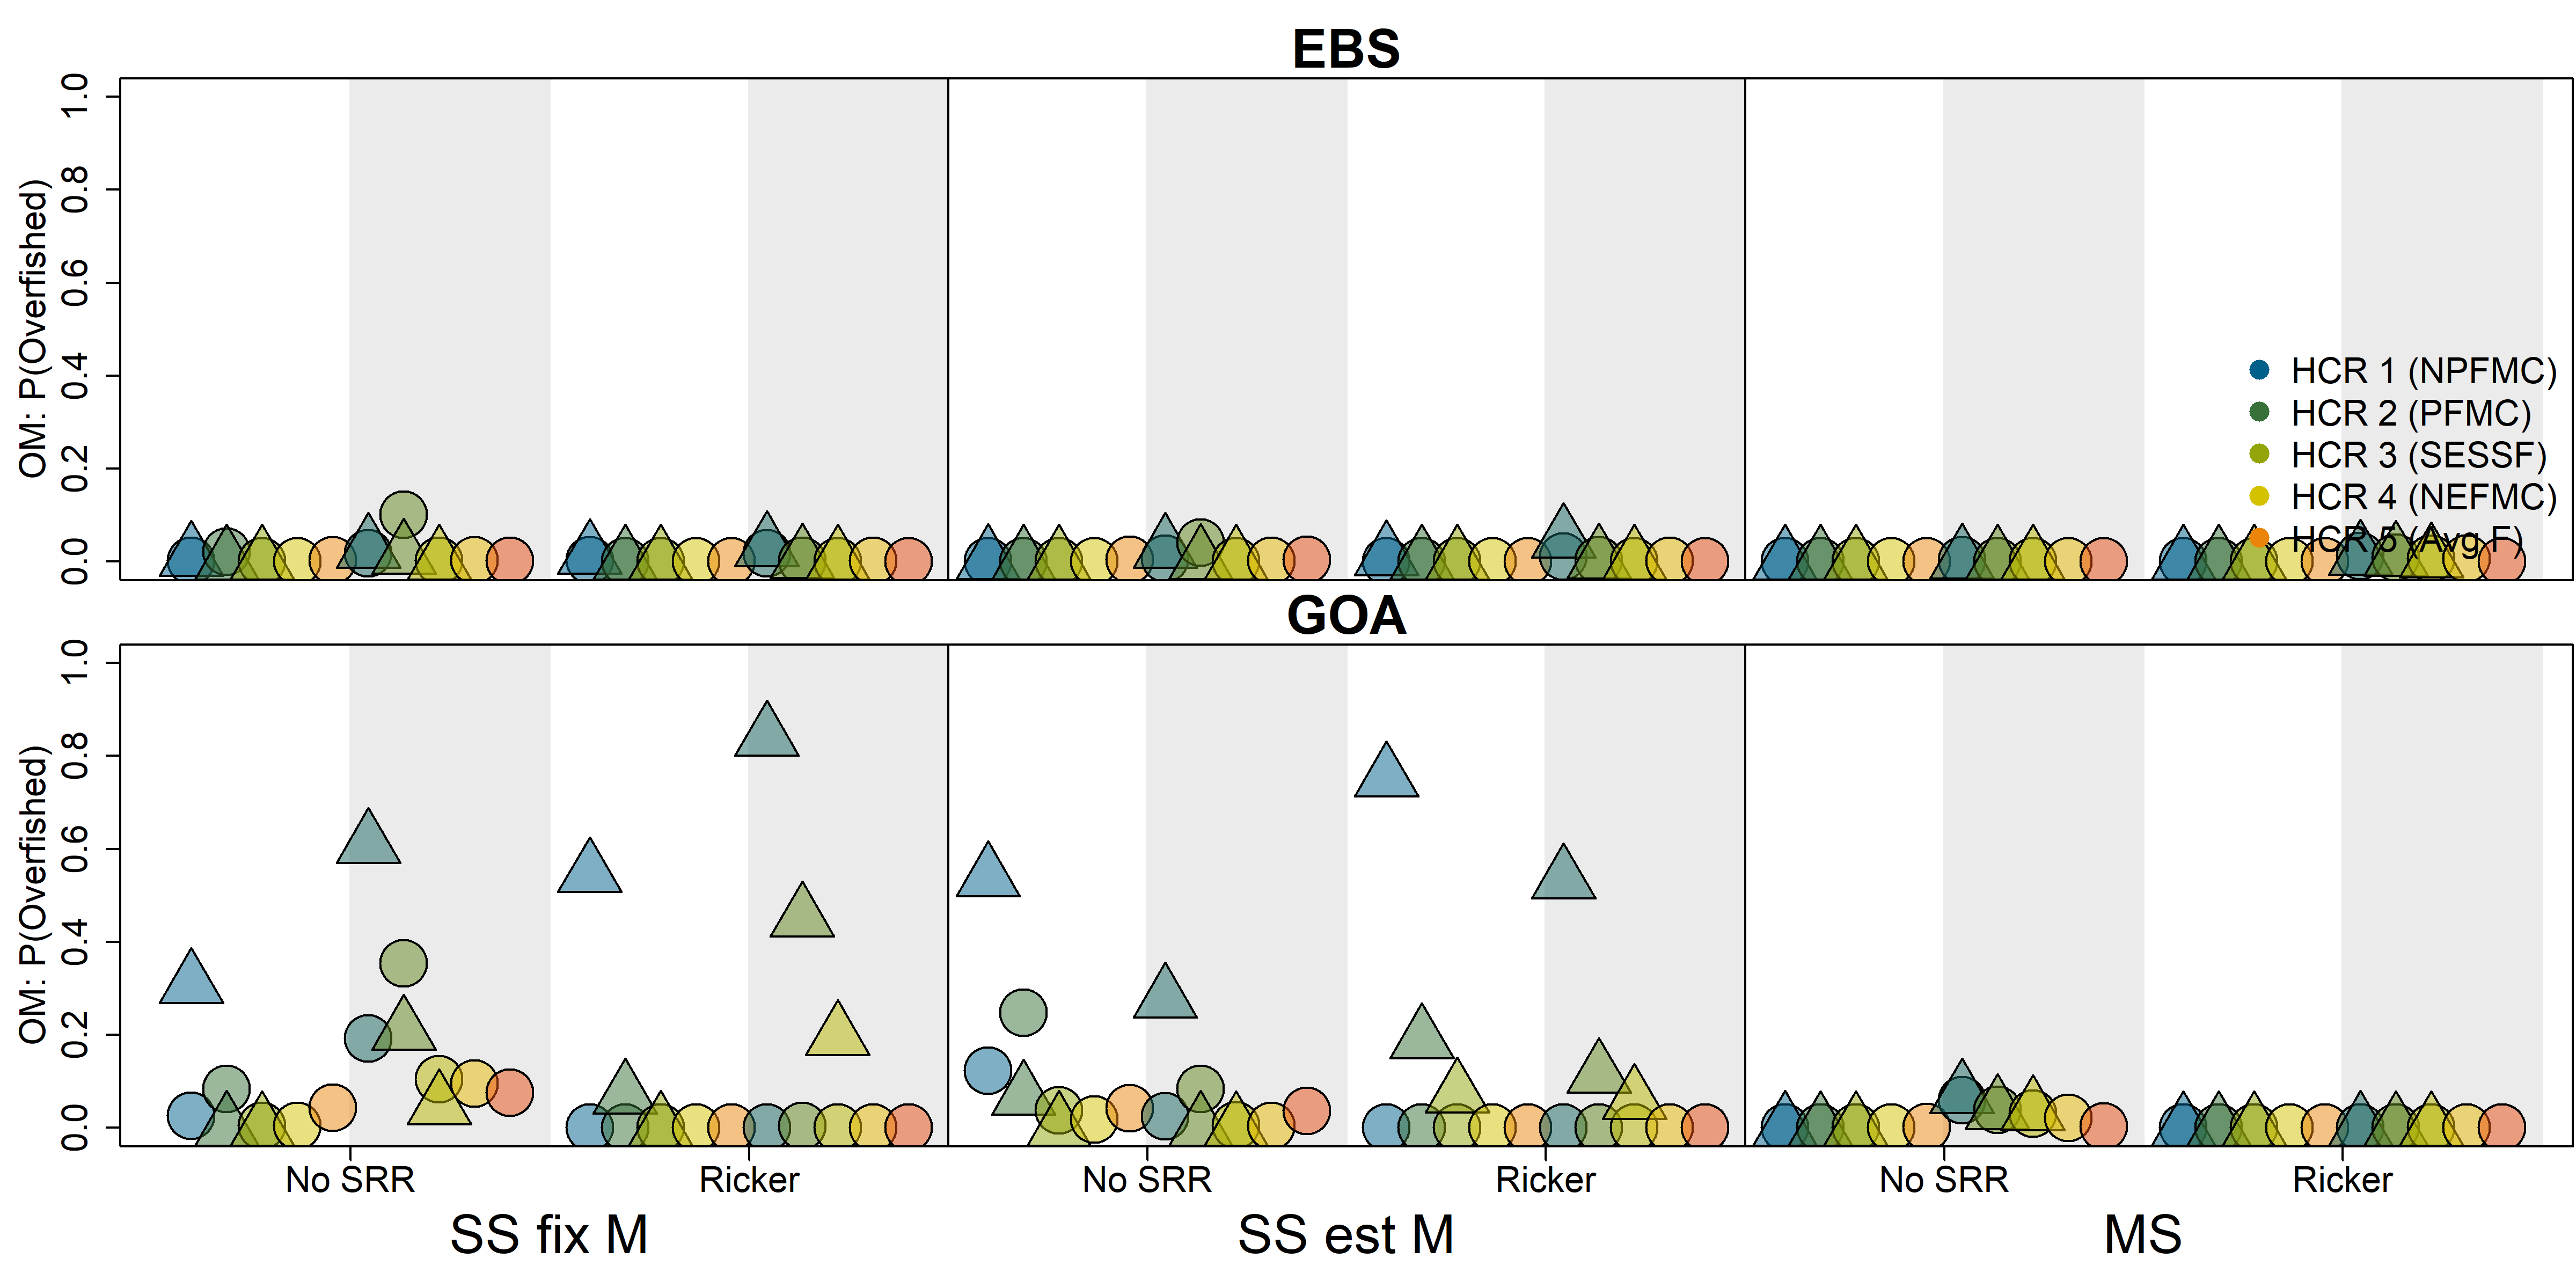 EBS
OM: P(Overfished)
1.0
0.8
0.6
0.4
0.2
0.0
HCR 1 (NPFMC)
HCR 2 (PFMC)
HCR 3 (SESSF)
HCR 4 (NEFMC)
HCR 5 (Avg F)
GOA
OM: P(Overfished)
1.0
0.8
0.6
0.4
0.2
0.0
No SRR
Ricker
No SRR
Ricker
No SRR
Ricker
SS fix M
SS est M
MS